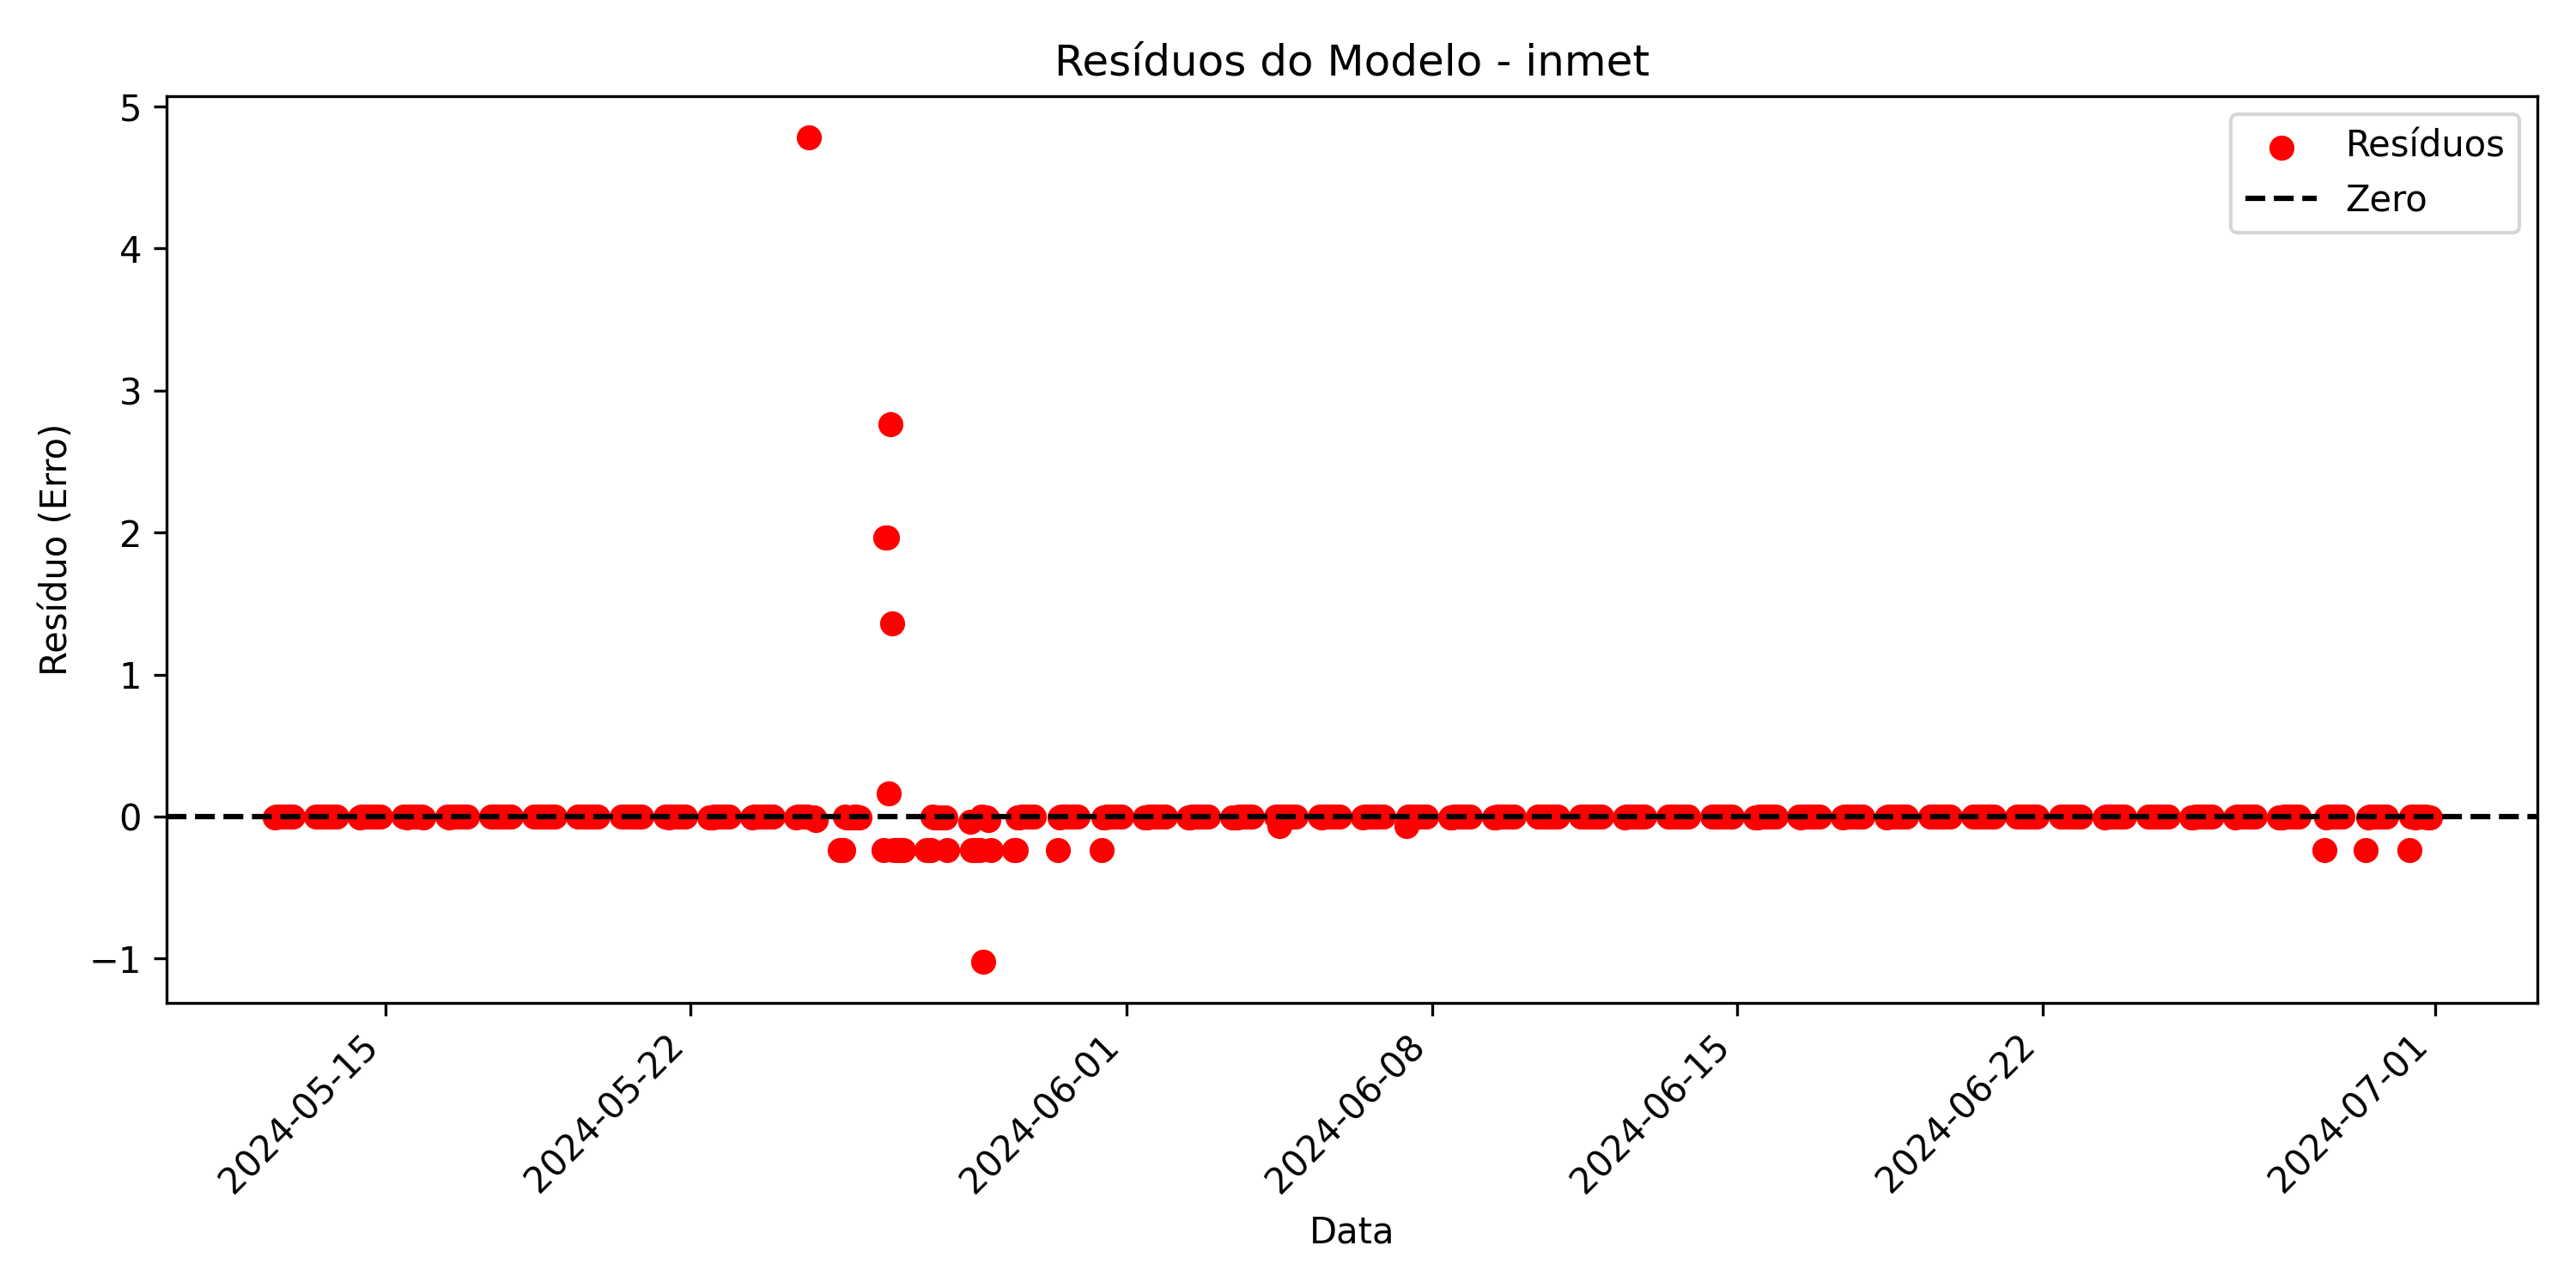 Resíduos do Modelo - inmet
Resíduos
Zero
Resíduo (Erro)
5
4
3
2
1
0
−1
2024-05-15
2024-05-22
2024-06-01
2024-06-08
2024-06-15
2024-06-22
2024-07-01
Data